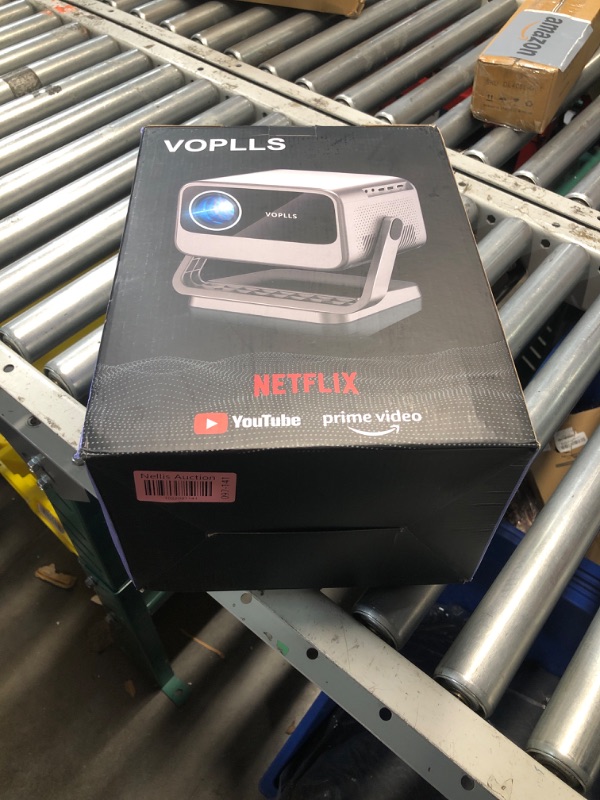 VOPLLS
VOPLLS
NETFLIX
YouTube prime video
Nellis Auction
amazon